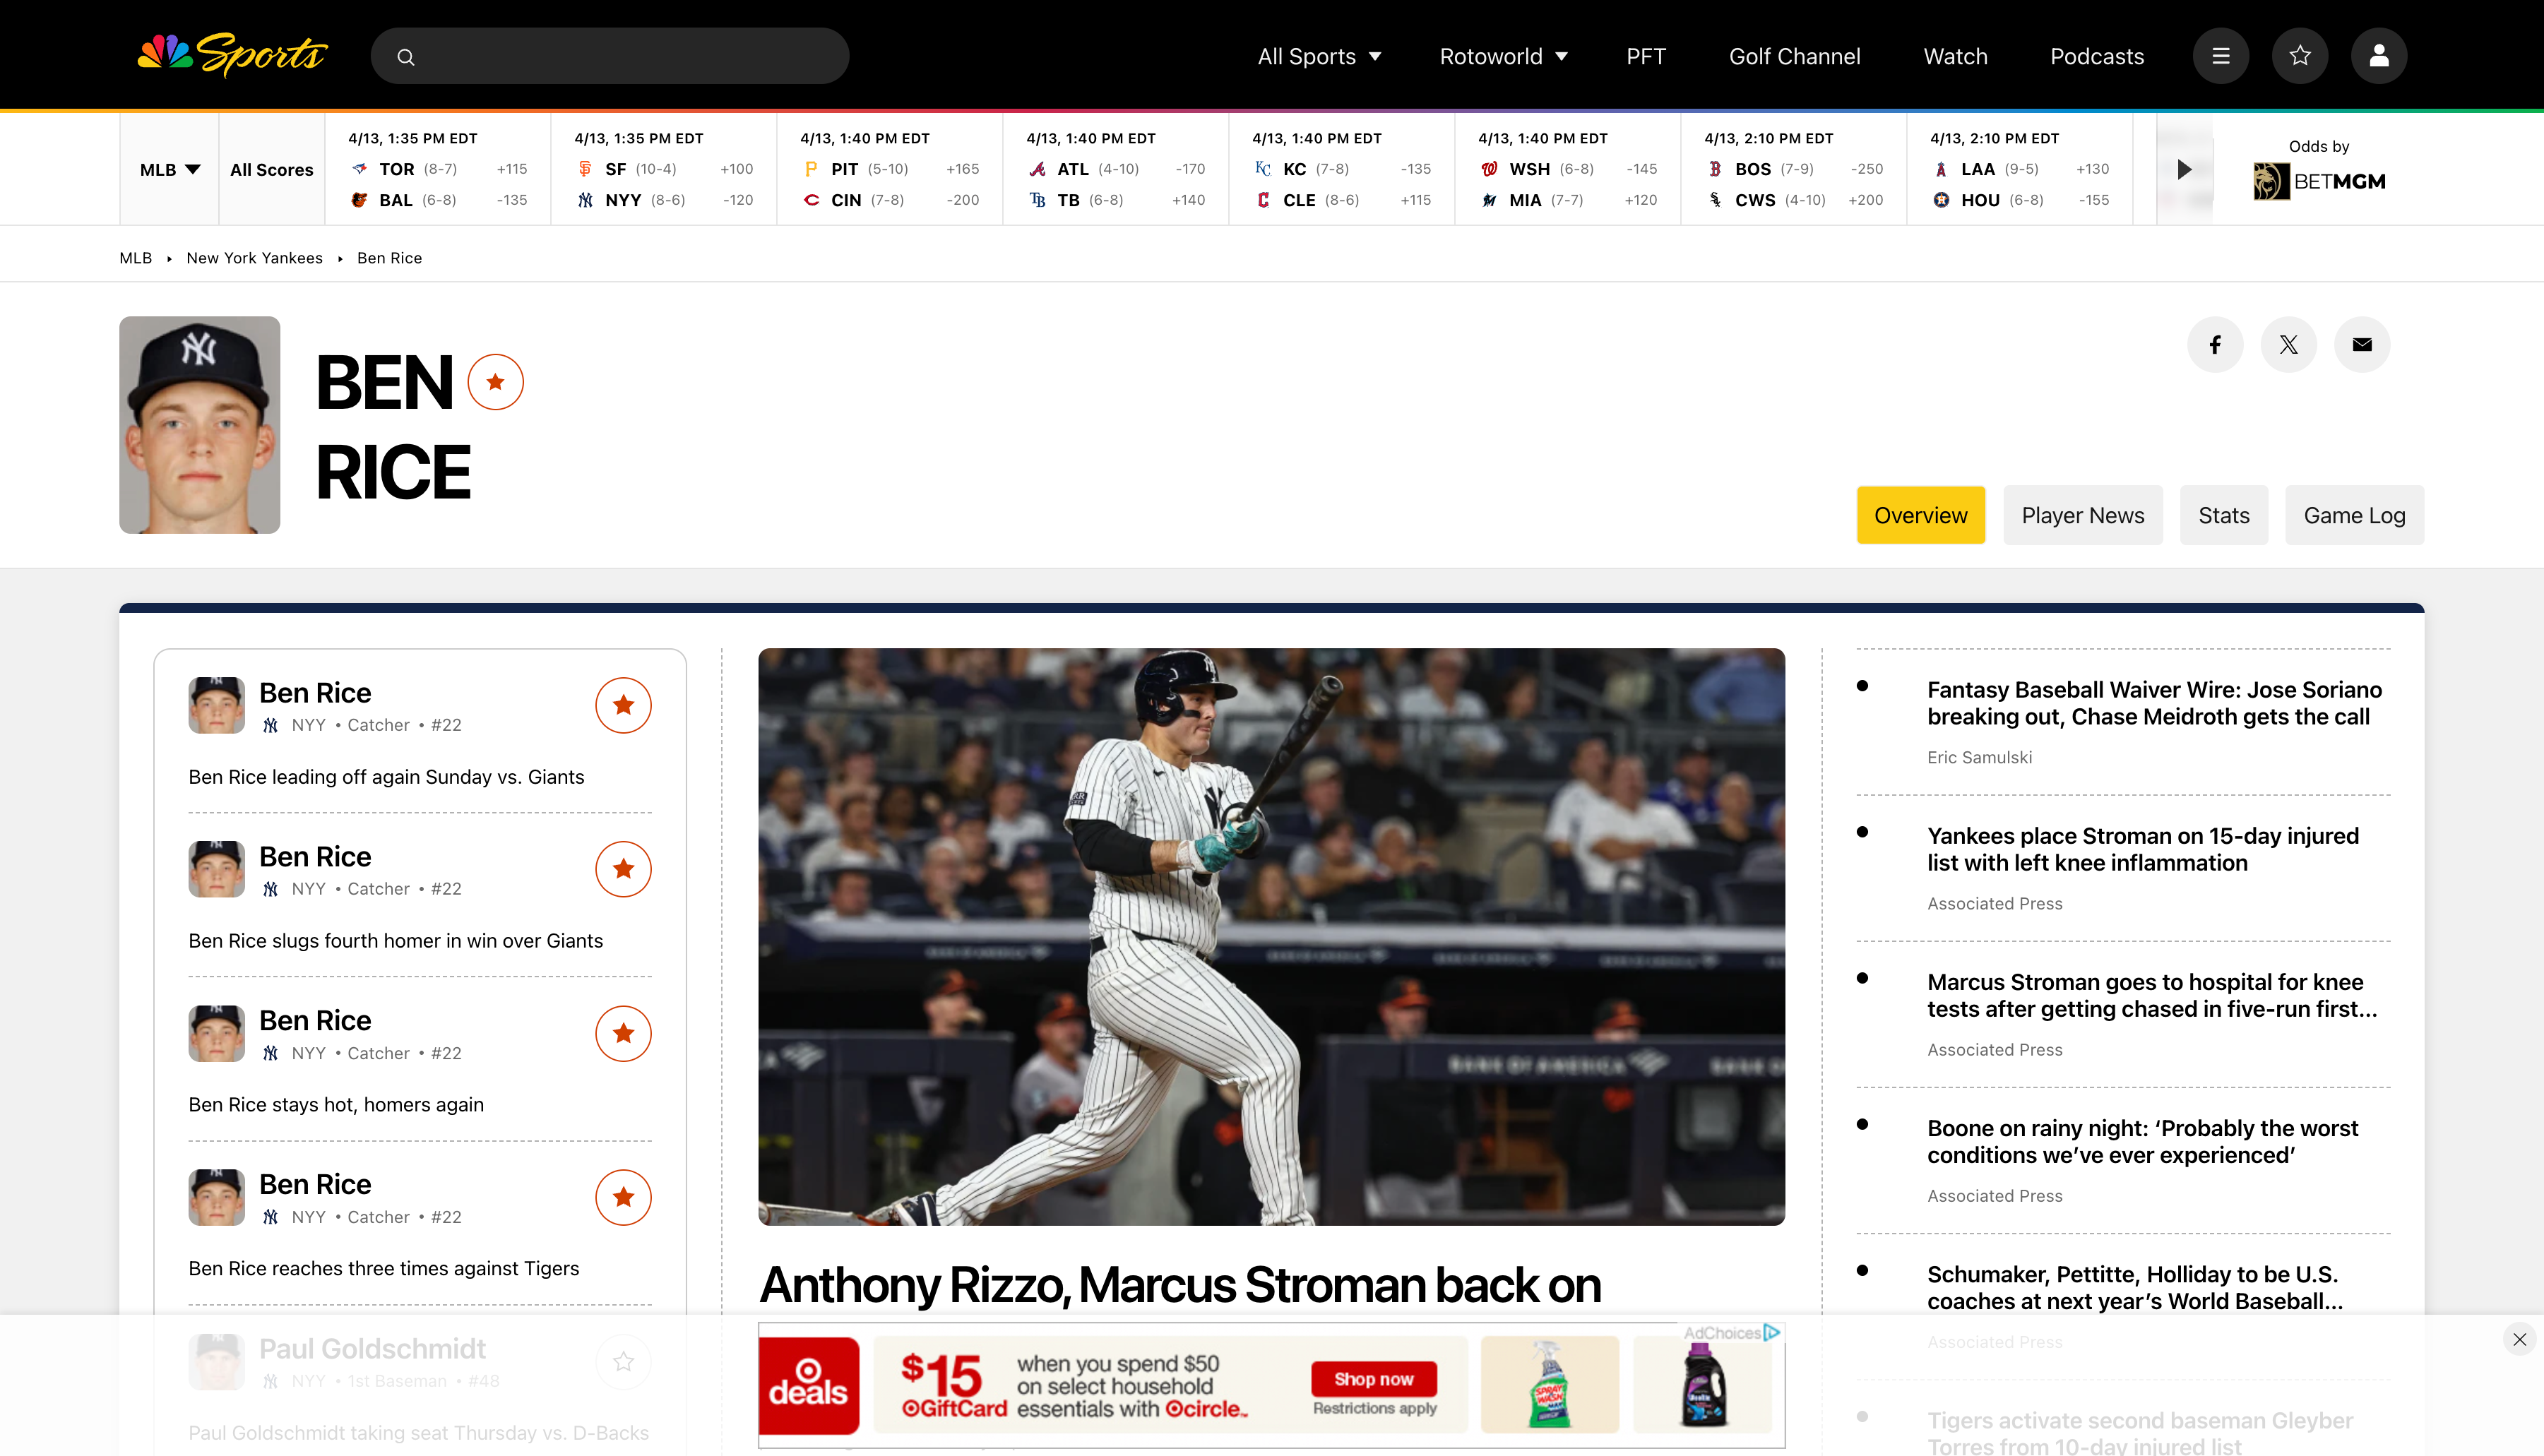 Sports
All Sports
Rotoworld
PFT
Golf Channel
Watch
Podcasts
MLB
All Scores
4/13, 1:35 PM EDT
TOR (8-7) +115
BAL (6-8) -135
4/13, 1:35 PM EDT
SF (10-4) +100
NYY (8-6) -120
4/13, 1:40 PM EDT
PIT (5-10) +165
CIN (7-8) -200
4/13, 1:40 PM EDT
ATL (4-10) -170
TB (6-8) +140
4/13, 1:40 PM EDT
KC (7-8) -135
CLE (8-6) +115
4/13, 1:40 PM EDT
WSH (6-8) -145
MIA (7-7) +120
4/13, 2:10 PM EDT
BOS (7-9) -250
CWS (4-10) +200
4/13, 2:10 PM EDT
LAA (9-5) +130
HOU (6-8) -155
Odds by
BETMGM
MLB ▸ New York Yankees ▸ Ben Rice
BEN
RICE
Overview
Player News
Stats
Game Log
Ben Rice
NYY • Catcher • #22
Ben Rice leading off again Sunday vs. Giants
Ben Rice
NYY • Catcher • #22
Ben Rice slugs fourth homer in win over Giants
Ben Rice
NYY • Catcher • #22
Ben Rice stays hot, homers again
Ben Rice
NYY • Catcher • #22
Ben Rice reaches three times against Tigers
Paul Goldschmidt
NYY • 1st Baseman • #48
Paul Goldschmidt taking seat Thursday vs. D-Backs
BANK OF AMERICA
Anthony Rizzo, Marcus Stroman back on
Fantasy Baseball Waiver Wire: Jose Soriano
breaking out, Chase Meidroth gets the call
Eric Samulski
Yankees place Stroman on 15-day injured
list with left knee inflammation
Associated Press
Marcus Stroman goes to hospital for knee
tests after getting chased in five-run first...
Associated Press
Boone on rainy night: ‘Probably the worst
conditions we’ve ever experienced’
Associated Press
Schumaker, Pettitte, Holliday to be U.S.
coaches at next year’s World Baseball...
Associated Press
Tigers activate second baseman Gleyber
Torres from 10-day injured list
AdChoices
deals
$15
GiftCard
when you spend $50
on select household
essentials with circle™
Shop now
Restrictions apply
SPRAY